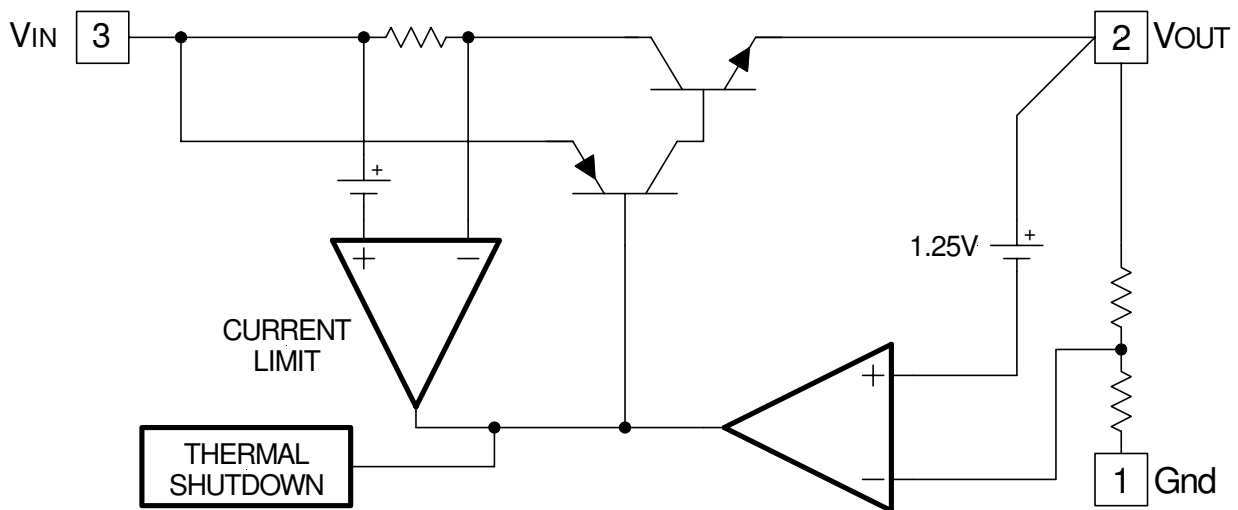 VIN 3
2 VOUT
+
+ −
+
1.25V
CURRENT
LIMIT
+
−
THERMAL
SHUTDOWN
1 Gnd